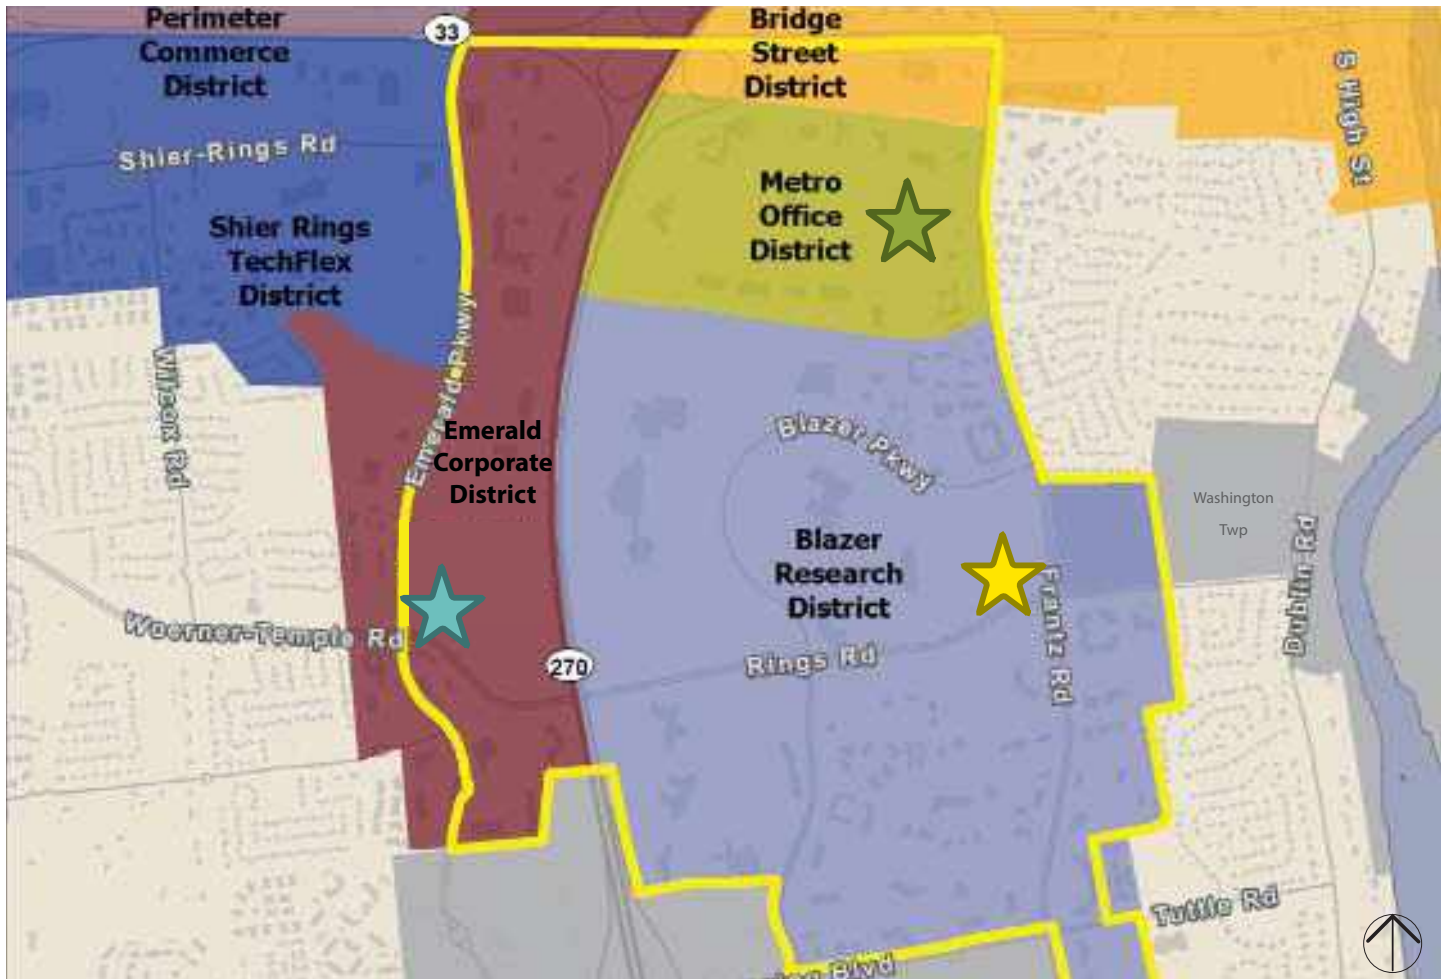 Perimeter
Commerce
District
33
Bridge
Street
District
S High St
Shier-Rings Rd
Metro
Office
District
Shier Rings
TechFlex
District
Emerald Pkwy
Wilcox Rd
Emerald
Corporate
District
Blazer Pkwy
Washington
Twp
Blazer
Research
District
Dublin Rd
Frantz Rd
Woerner-Temple Rd
270
Rings Rd
Tuttle Rd
Blvd